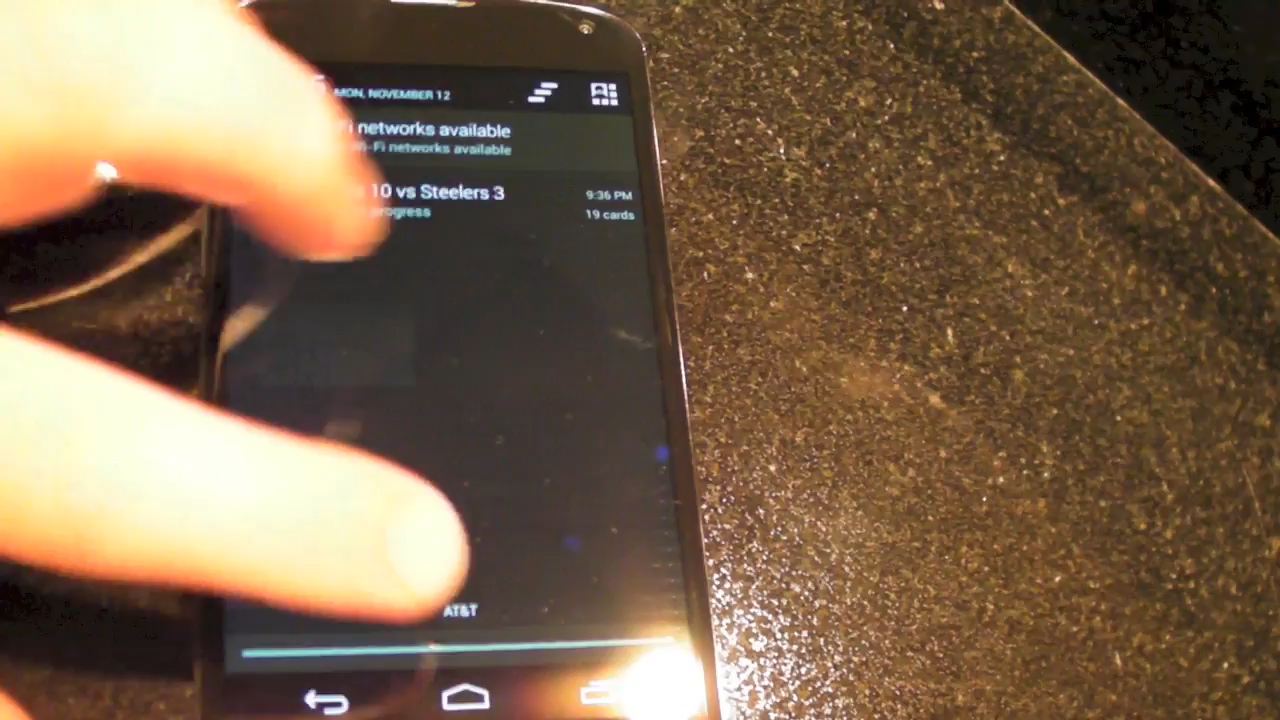 MON, NOVEMBER 12
networks available
Wi-Fi networks available
10 vs Steelers 3
9:36 PM
progress
19 cards
AT&T